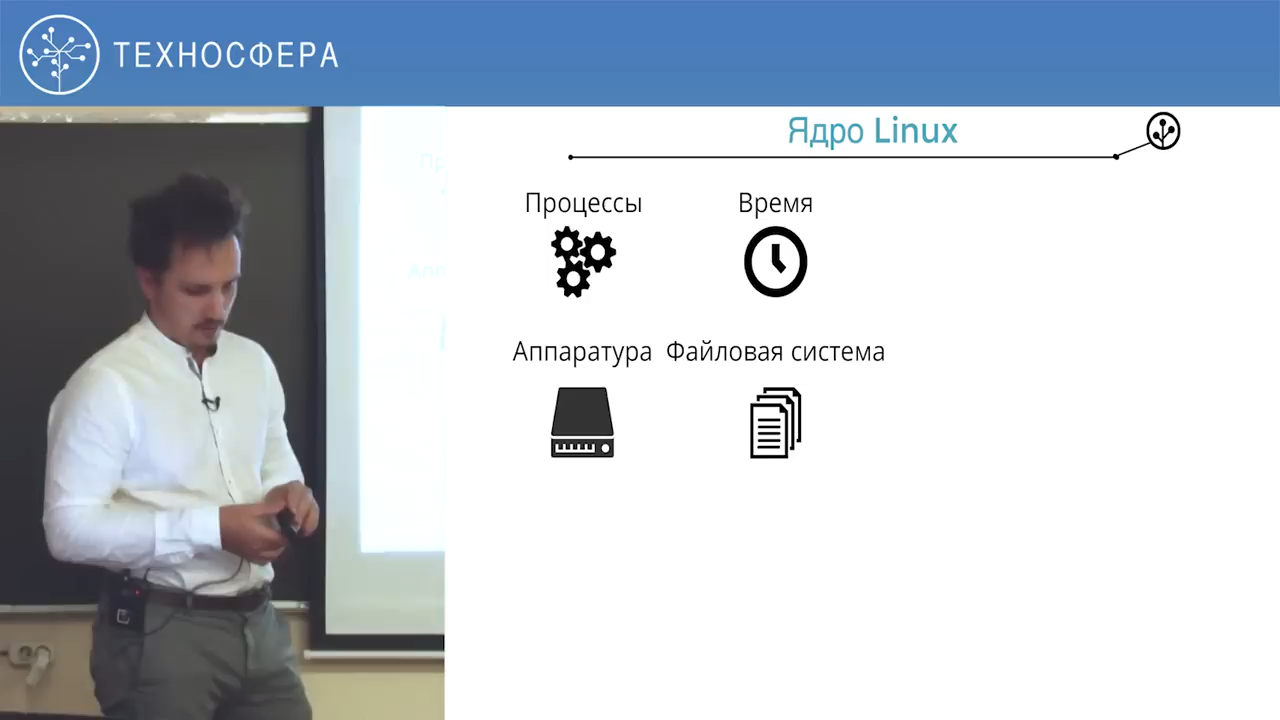 ТЕХНОСФЕРА
Ядро Linux
Процессы
Время
Аппаратура
Файловая система